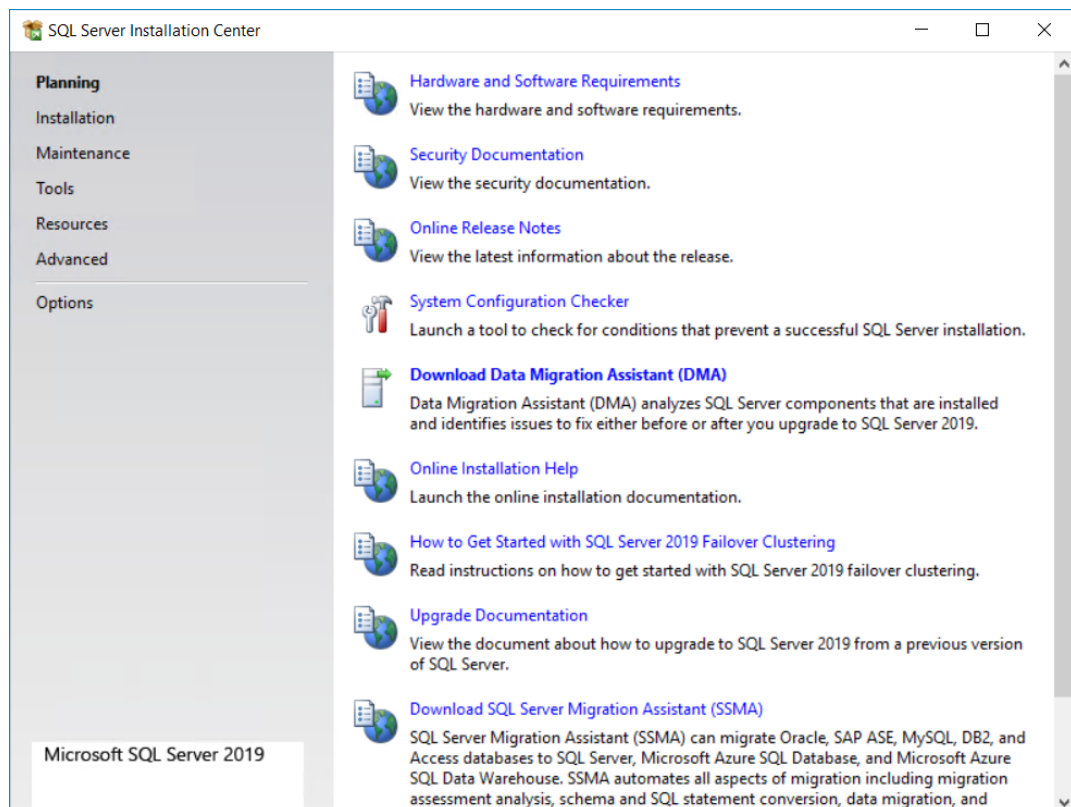 SQL Server Installation Center
Planning
Installation
Maintenance
Tools
Resources
Advanced
Options
Microsoft SQL Server 2019
Hardware and Software Requirements
View the hardware and software requirements.
Security Documentation
View the security documentation.
Online Release Notes
View the latest information about the release.
System Configuration Checker
Launch a tool to check for conditions that prevent a successful SQL Server installation.
Download Data Migration Assistant (DMA)
Data Migration Assistant (DMA) analyzes SQL Server components that are installed
and identifies issues to fix either before or after you upgrade to SQL Server 2019.
Online Installation Help
Launch the online installation documentation.
How to Get Started with SQL Server 2019 Failover Clustering
Read instructions on how to get started with SQL Server 2019 failover clustering.
Upgrade Documentation
View the document about how to upgrade to SQL Server 2019 from a previous version
of SQL Server.
Download SQL Server Migration Assistant (SSMA)
SQL Server Migration Assistant (SSMA) can migrate Oracle, SAP ASE, MySQL, DB2, and
Access databases to SQL Server, Microsoft Azure SQL Database, and Microsoft Azure
SQL Data Warehouse. SSMA automates all aspects of migration including migration
assessment analysis, schema and SQL statement conversion, data migration, and